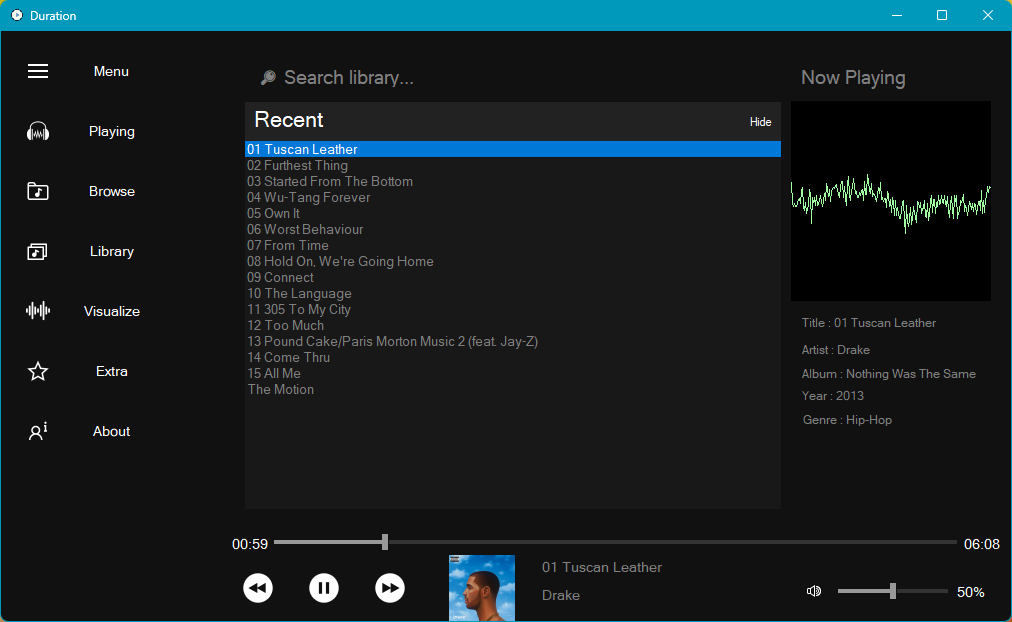 Duration
Menu
Playing
Browse
Library
Visualize
Extra
About
Search library...
Recent
Hide
01 Tuscan Leather
02 Furthest Thing
03 Started From The Bottom
04 Wu-Tang Forever
05 Own It
06 Worst Behaviour
07 From Time
08 Hold On, We're Going Home
09 Connect
10 The Language
11 305 To My City
12 Too Much
13 Pound Cake/Paris Morton Music 2 (feat. Jay-Z)
14 Come Thru
15 All Me
The Motion
Now Playing
Title : 01 Tuscan Leather
Artist : Drake
Album : Nothing Was The Same
Year : 2013
Genre : Hip-Hop
00:59
06:08
01 Tuscan Leather
Drake
50%